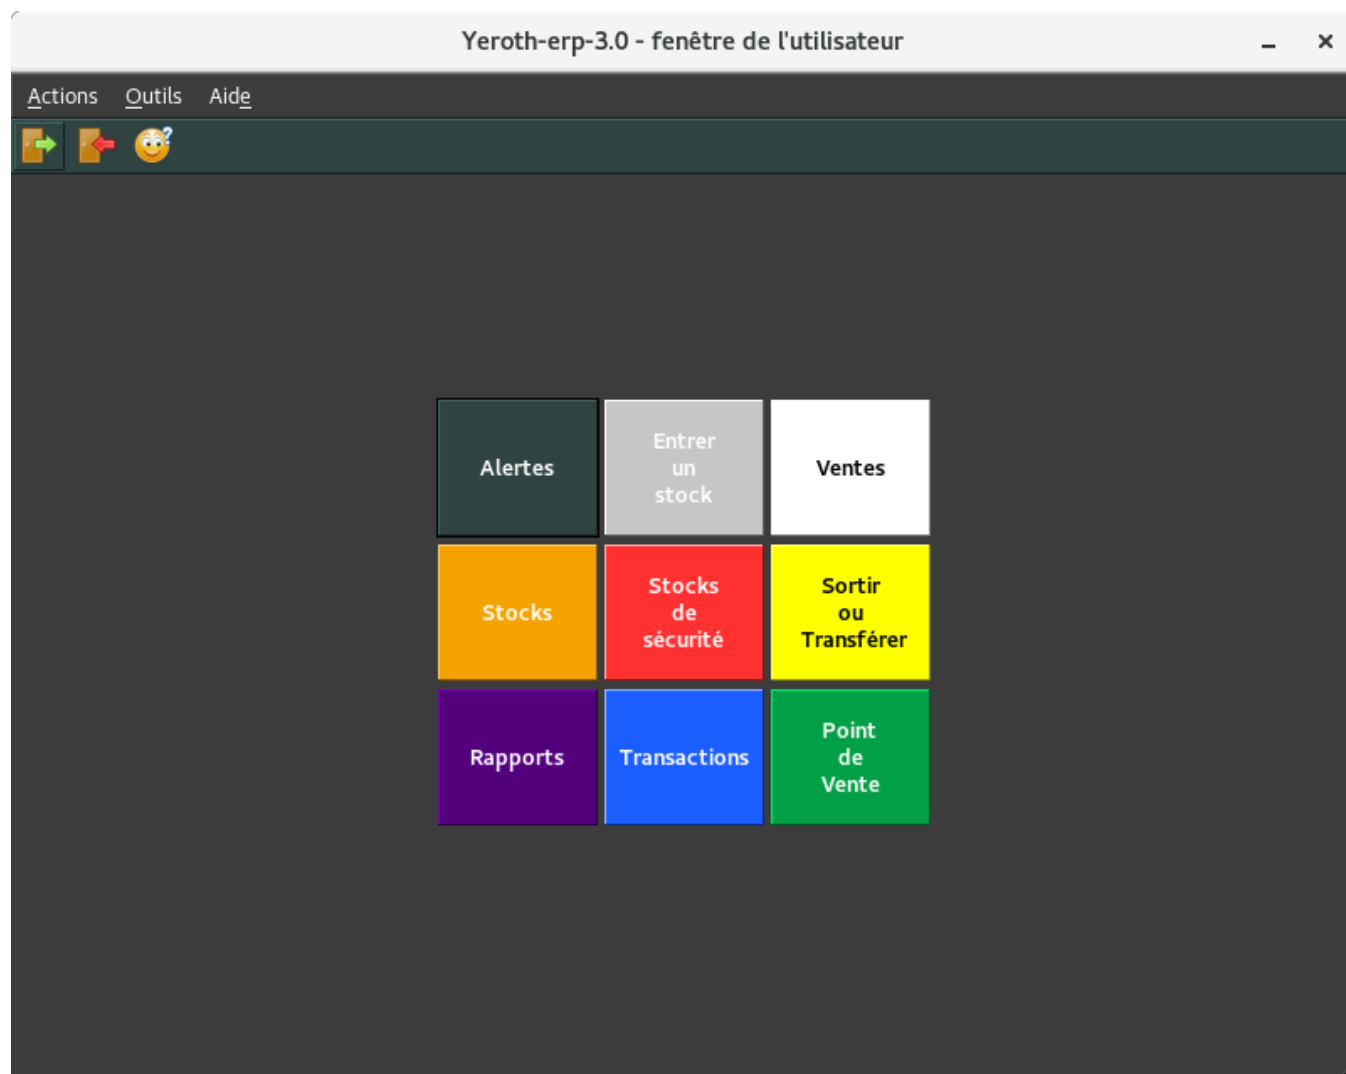 Yeroth-erp-3.0 - fenêtre de l'utilisateur
Actions Outils Aide
?
Alertes
Entrer
un
stock
Ventes
Stocks
Stocks
de
sécurité
Sortir
ou
Transférer
Rapports
Transactions
Point
de
Vente